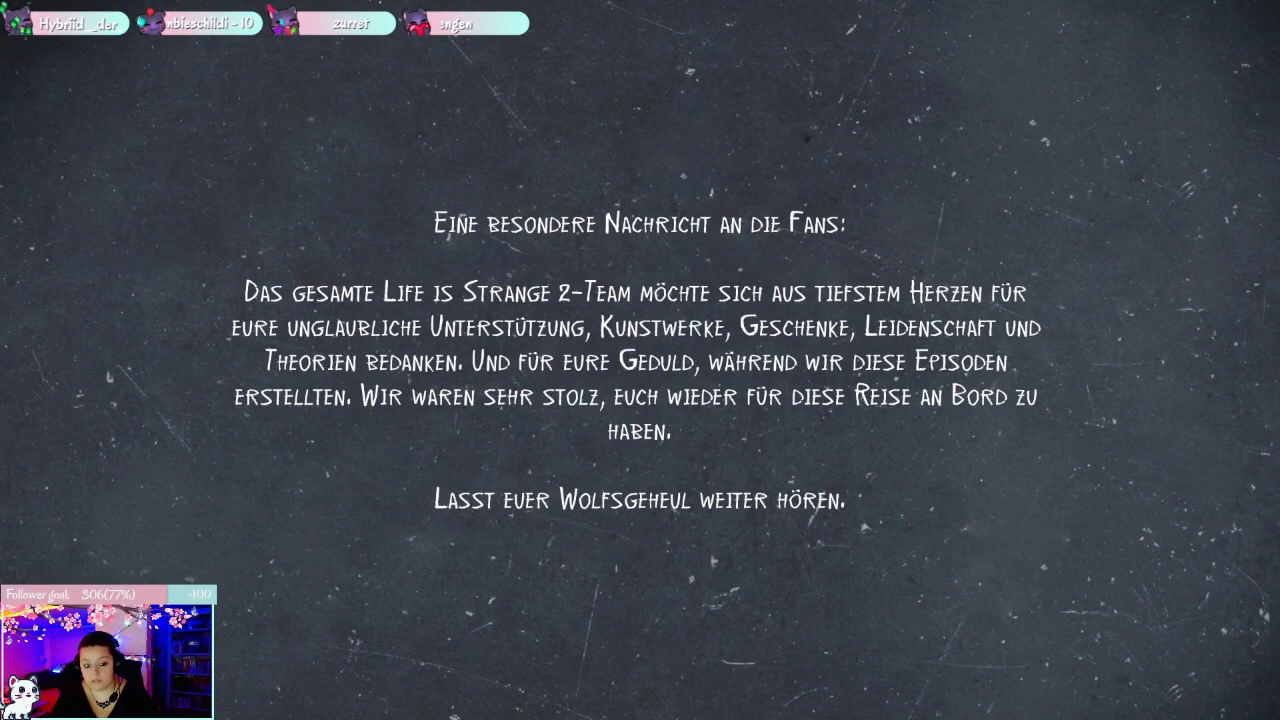 Hybriid_der
nbieschildi - 10
zurret
Eine besondere Nachricht an die Fans:
Das gesamte Life is Strange 2-Team möchte sich aus tiefstem Herzen für
eure unglaubliche Unterstützung, Kunstwerke, Geschenke, Leidenschaft und
Theorien bedanken. Und für eure Geduld, während wir diese Episoden
erstellten. Wir waren sehr stolz, euch wieder für diese Reise an Bord zu
haben.
Lasst euer Wolfsgeheul weiter hören.
Follower goal: 306(77%) 400